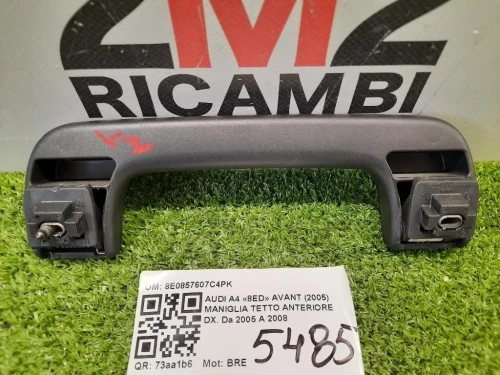 2M2
RICAMBI
OM: 8E0857607C4PK
AUDI A4 «8ED» AVANT (2005)
MANIGLIA TETTO ANTERIORE
DX. Da 2005 A 2008
QR: 73aa1b6 Mot: BRE
5485